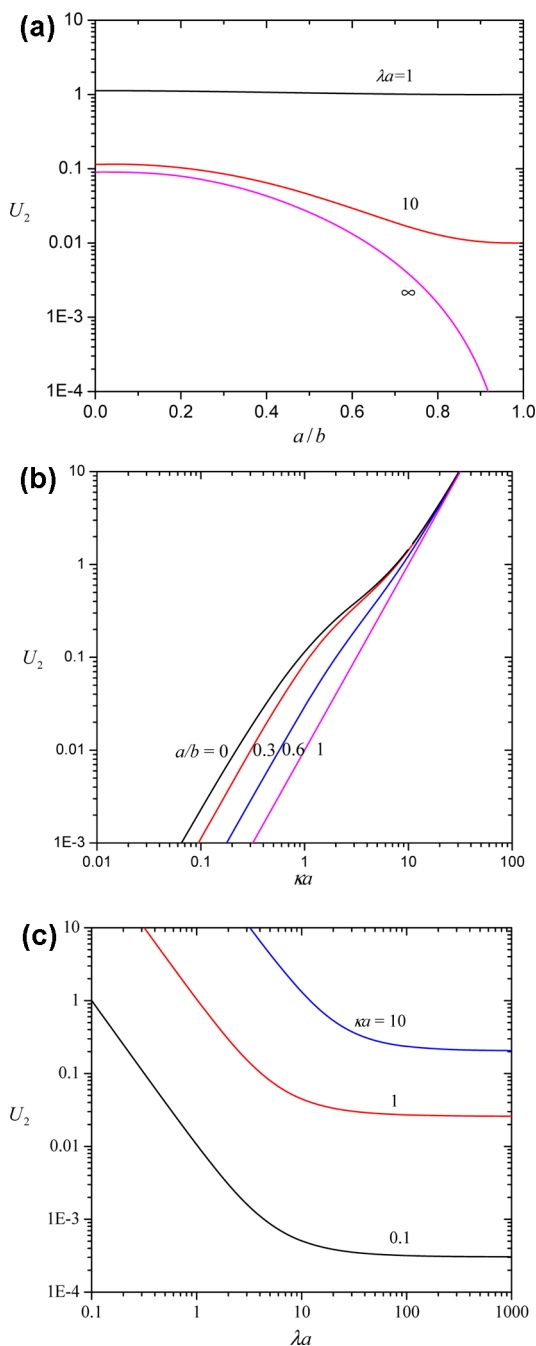 (a)
10
λa=1
1
0.1
10
U₂
0.01
∞
1E-3
1E-4
0.0 0.2 0.4 0.6 0.8 1.0
a/b
(b)
10
1
U₂
0.1
a/b = 0 0.3 0.6 1
0.01
1E-3
0.01 0.1 1 10 100
κa
(c)
10
κa = 10
1
0.1
U₂
1
0.01
0.1
1E-3
1E-4
0.1 1 10 100 1000
λa